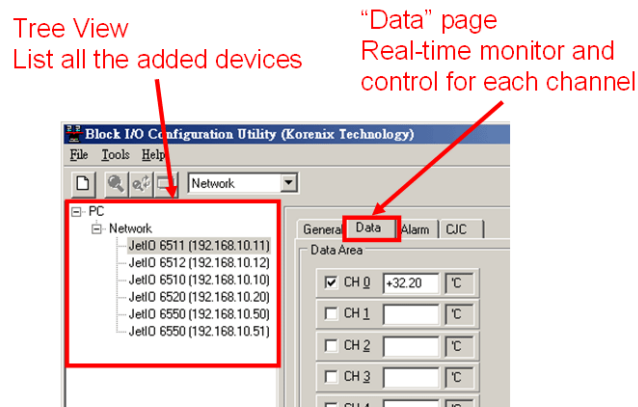 Tree View
List all the added devices
“Data” page
Real-time monitor and
control for each channel
Block I/O Configuration Utility (Korenix Technology)
File Tools Help
Network
PC
Network
JetIO 6511 (192.168.10.11)
JetIO 6512 (192.168.10.12)
JetIO 6510 (192.168.10.10)
JetIO 6520 (192.168.10.20)
JetIO 6550 (192.168.10.50)
JetIO 6550 (192.168.10.51)
General Data Alarm CJC
Data Area
CH 0 +32.20 'C
CH 1 'C
CH 2 'C
CH 3 'C
CH 4 'C